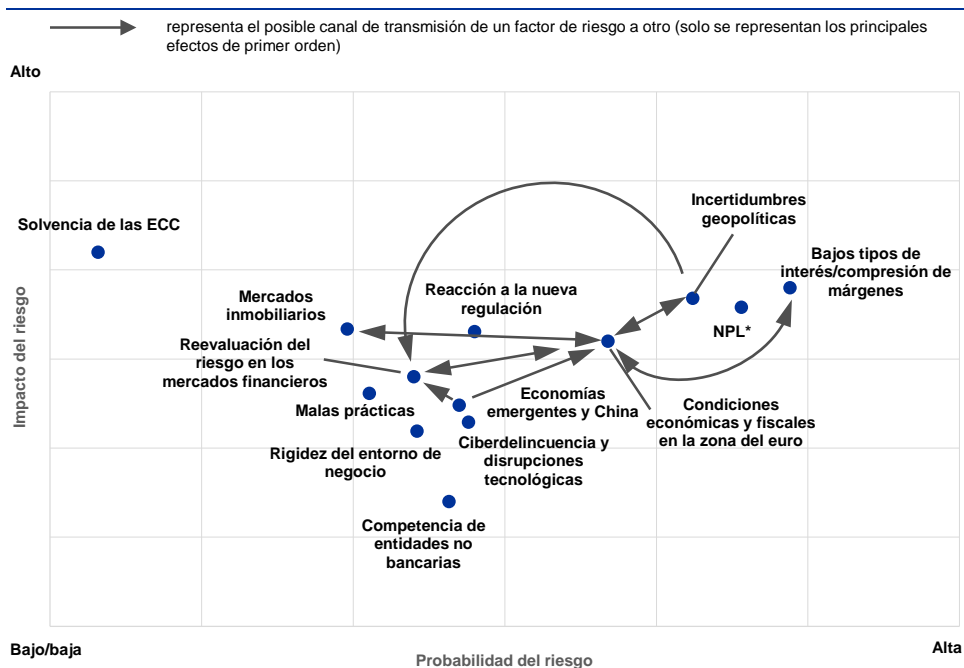 representa el posible canal de transmisión de un factor de riesgo a otro (solo se representan los principales
efectos de primer orden)
Alto
Incertidumbres
geopolíticas
Solvencia de las ECC
Bajos tipos de
interés/compresión de
márgenes
Mercados
inmobiliarios
Reacción a la nueva
regulación
NPL*
Reevaluación del
riesgo en los
mercados financieros
Impacto del riesgo
Malas prácticas
Economías
emergentes y China
Condiciones
económicas y fiscales
en la zona del euro
Rigidez del entorno de
negocio
Ciberdelincuencia y
disrupciones
tecnológicas
Competencia de
entidades no
bancarias
Bajo/baja
Probabilidad del riesgo
Alta